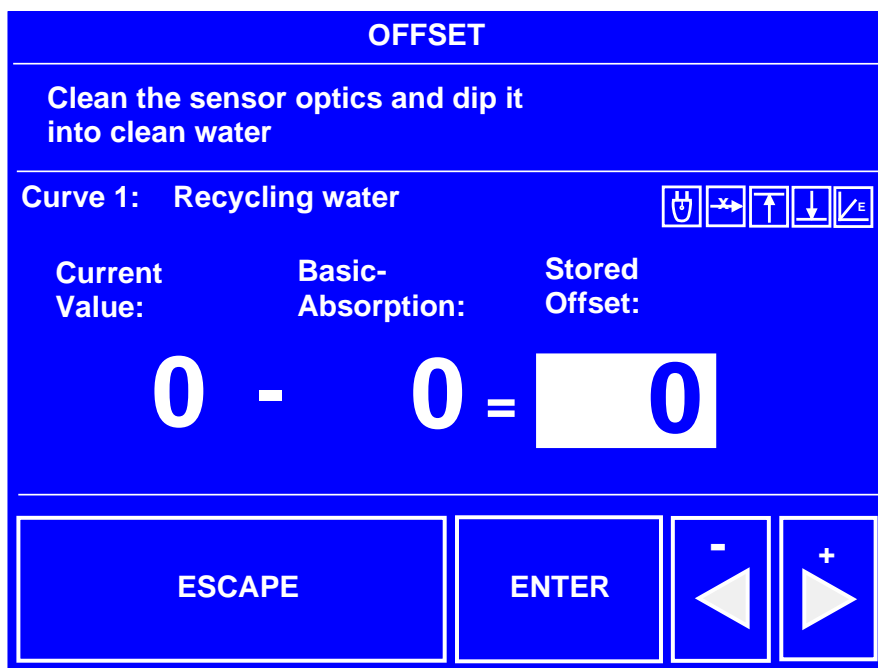 OFFSET
Clean the sensor optics and dip it
into clean water
Curve 1: Recycling water
x
E
Current
Value:
Basic-
Absorption:
Stored
Offset:
0 - 0 = 0
ESCAPE
ENTER
-
+